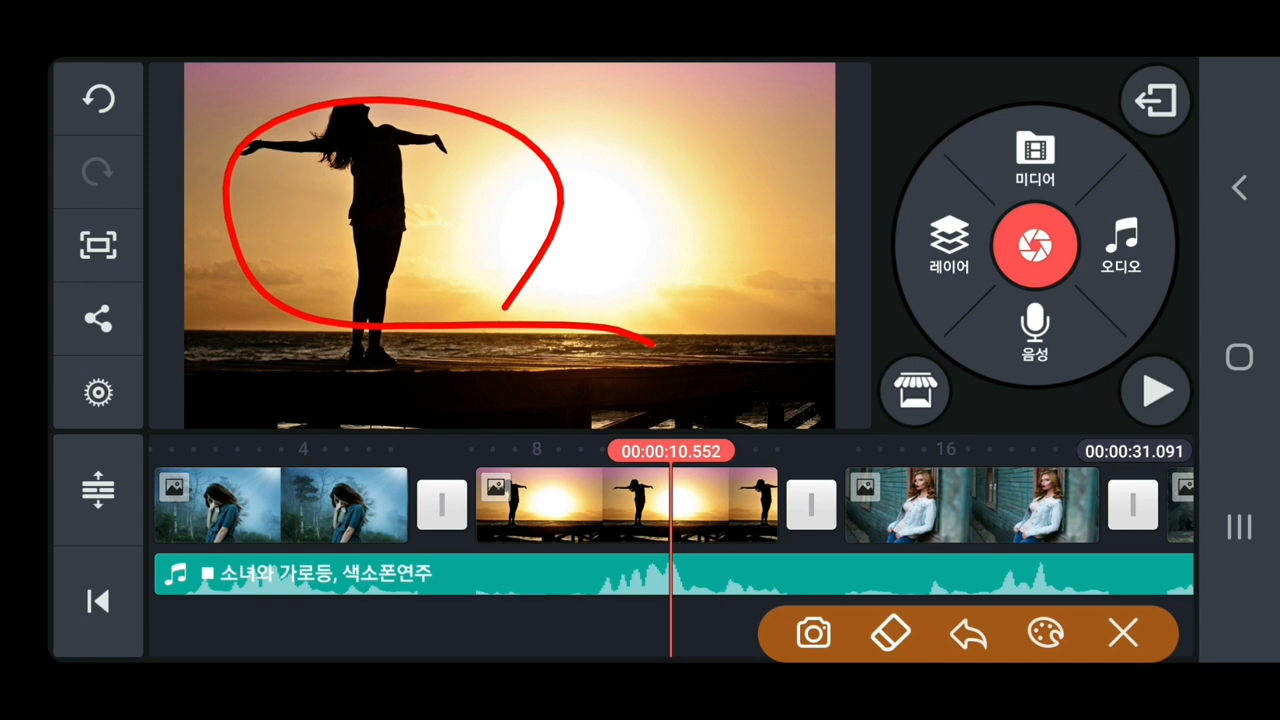 미디어
레이어
오디오
음성
4
8
00:00:10.552
16
00:00:31.091
■ 소녀와 가로등, 색소폰연주